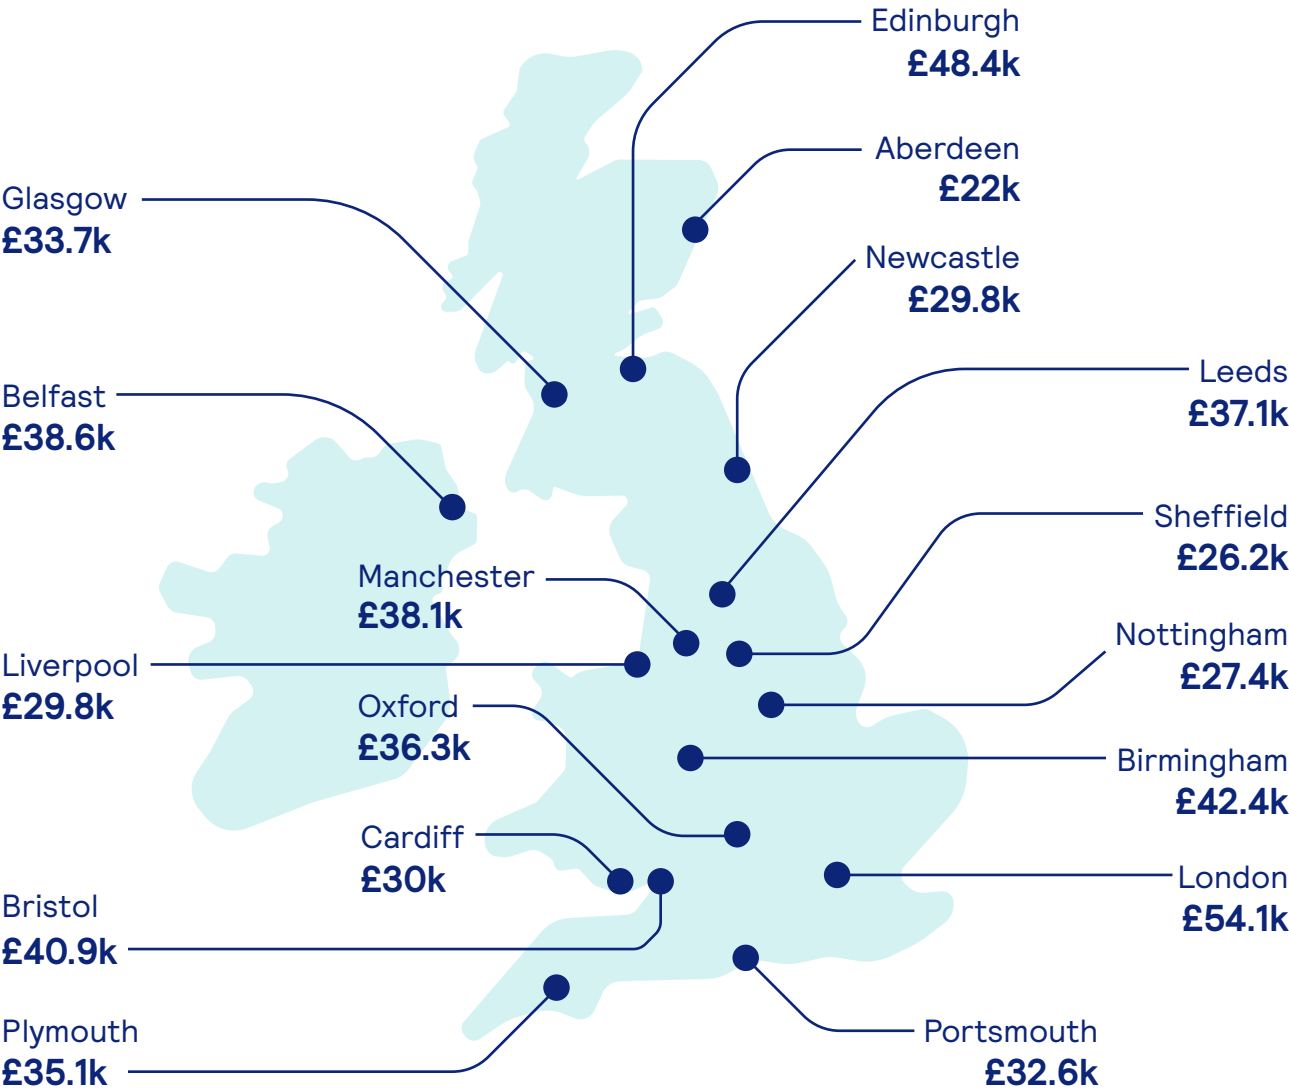 Edinburgh
£48.4k
Aberdeen
£22k
Glasgow
£33.7k
Newcastle
£29.8k
Leeds
£37.1k
Belfast
£38.6k
Sheffield
£26.2k
Manchester
£38.1k
Nottingham
£27.4k
Liverpool
£29.8k
Oxford
£36.3k
Birmingham
£42.4k
Cardiff
£30k
London
£54.1k
Bristol
£40.9k
Plymouth
£35.1k
Portsmouth
£32.6k